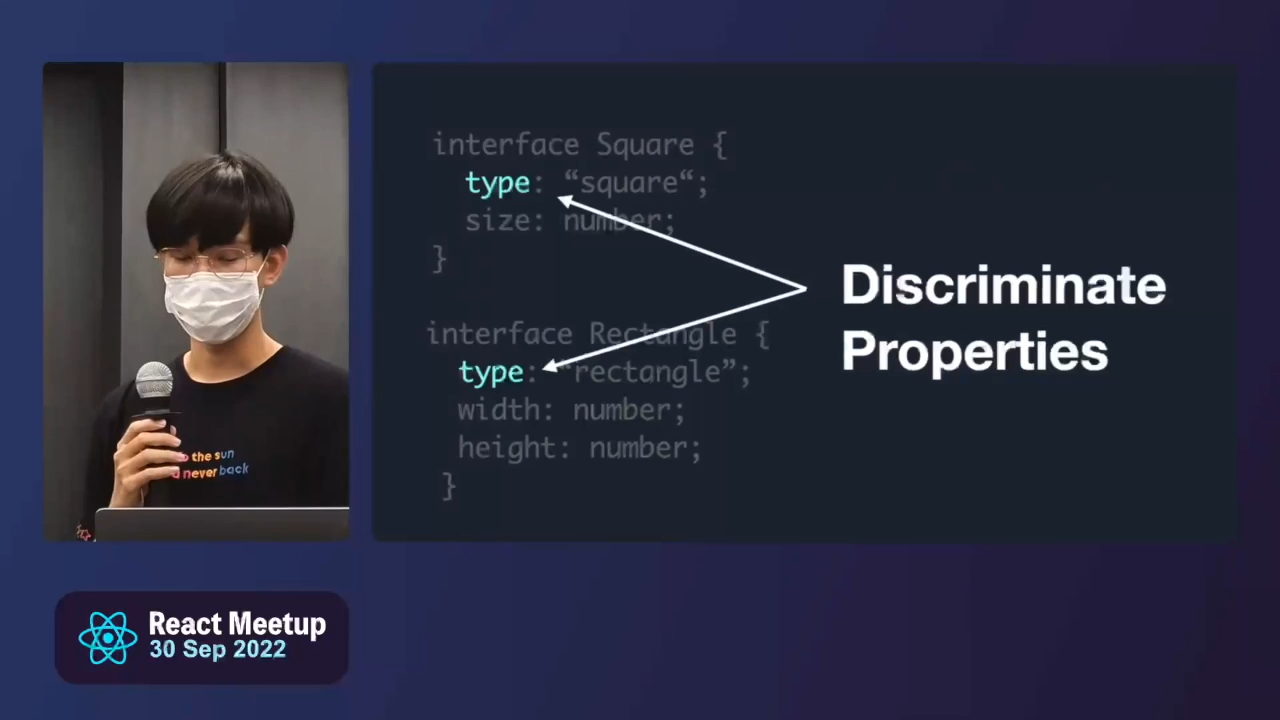 to the sun
d never back
interface Square {
type: “square“;
size: number;
}
interface Rectangle {
type: “rectangle”;
width: number;
height: number;
}
Discriminate
Properties
React Meetup
30 Sep 2022